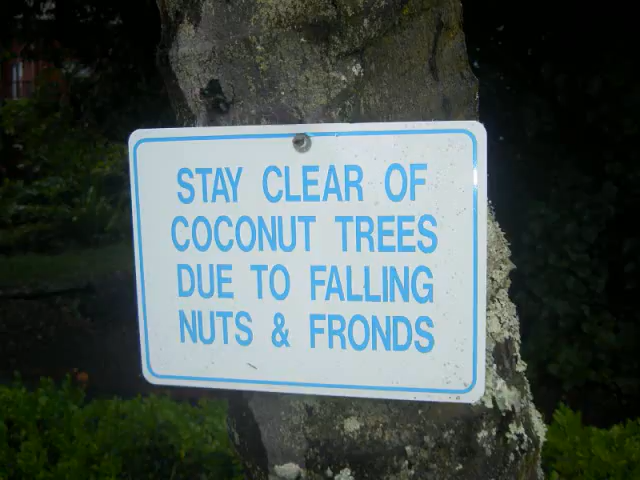 STAY CLEAR OF
COCONUT TREES
DUE TO FALLING
NUTS & FRONDS